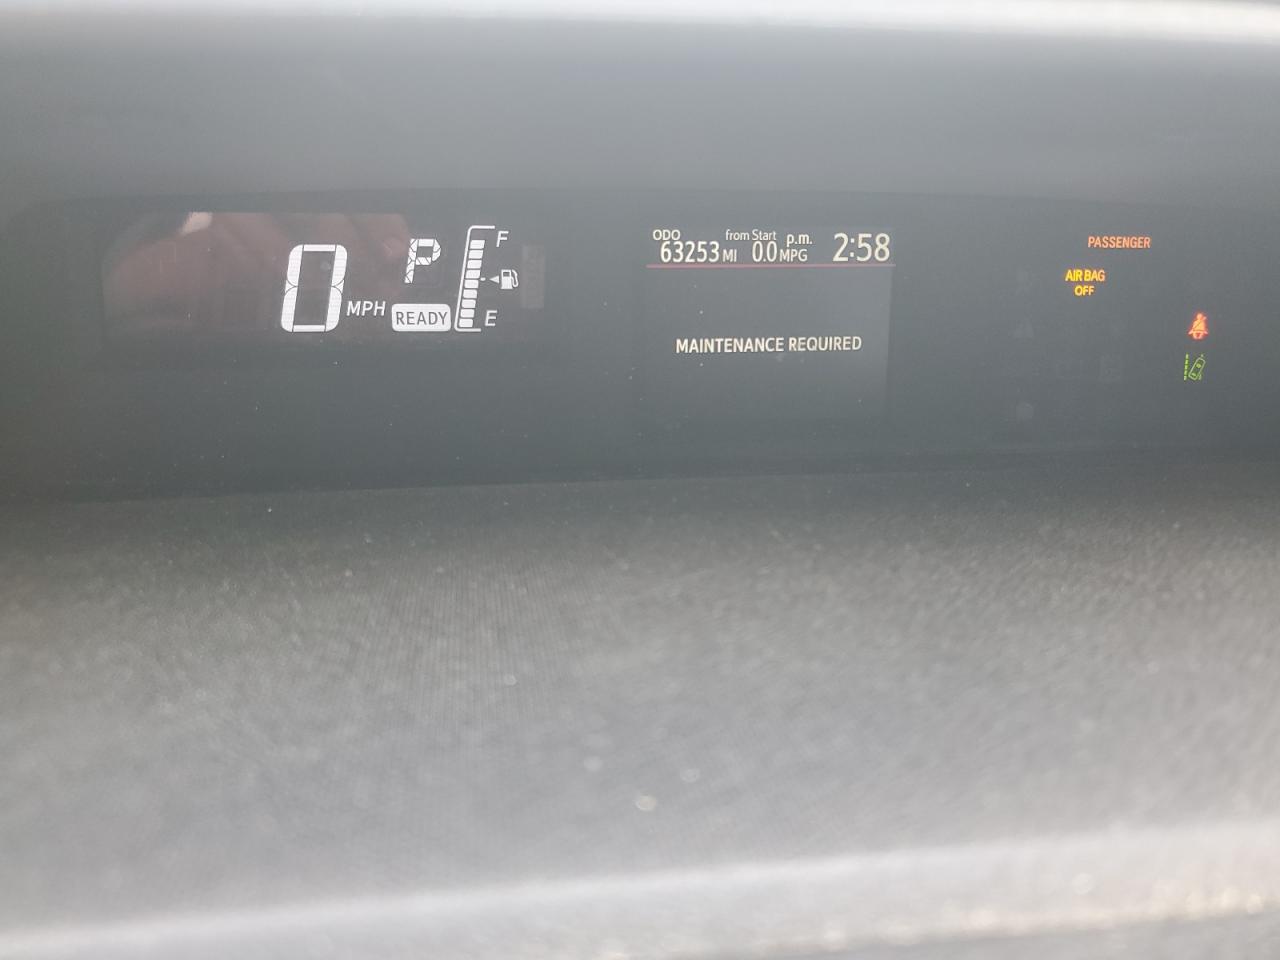 0 MPH
P
READY
F
E
ODO
63253 MI
from Start
0.0 MPG
p.m. 2:58
MAINTENANCE REQUIRED
PASSENGER
AIR BAG
OFF